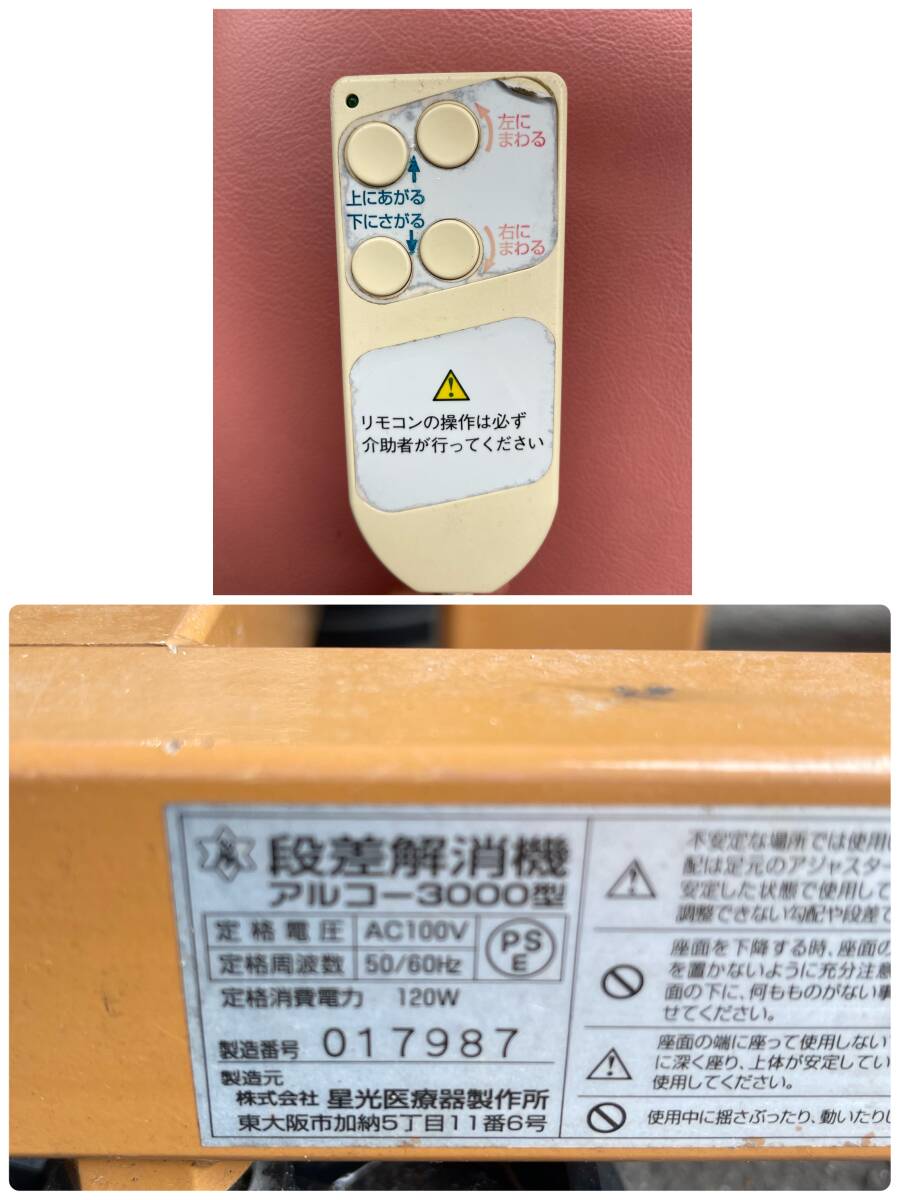 左に
まわる
上にあがる
下にさがる
右に
まわる
リモコンの操作は必ず
介助者が行ってください
段差解消機
アルコー3000型
定格電圧 AC100V
定格周波数 50/60Hz
PS
E
定格消費電力 120W
製造番号 017987
製造元
株式会社 星光医療器製作所
東大阪市加納5丁目11番6号
不安定な場所では使用
配は足元のアジャスター
安定した状態で使用して
調整できない勾配や段差で
座面を下降する時、座面の
を置かないように充分注意
面の下に、何もものがない事
せてください。
座面の端に座って使用しない
に深く座り、上体が安定してい
使用してください。
使用中に揺さぶったり、動いたりし